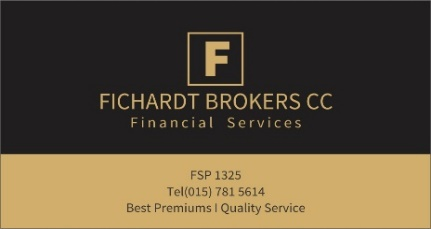 F
FICHARDT BROKERS CC
Financial Services
FSP 1325
Tel(015) 781 5614
Best Premiums I Quality Service